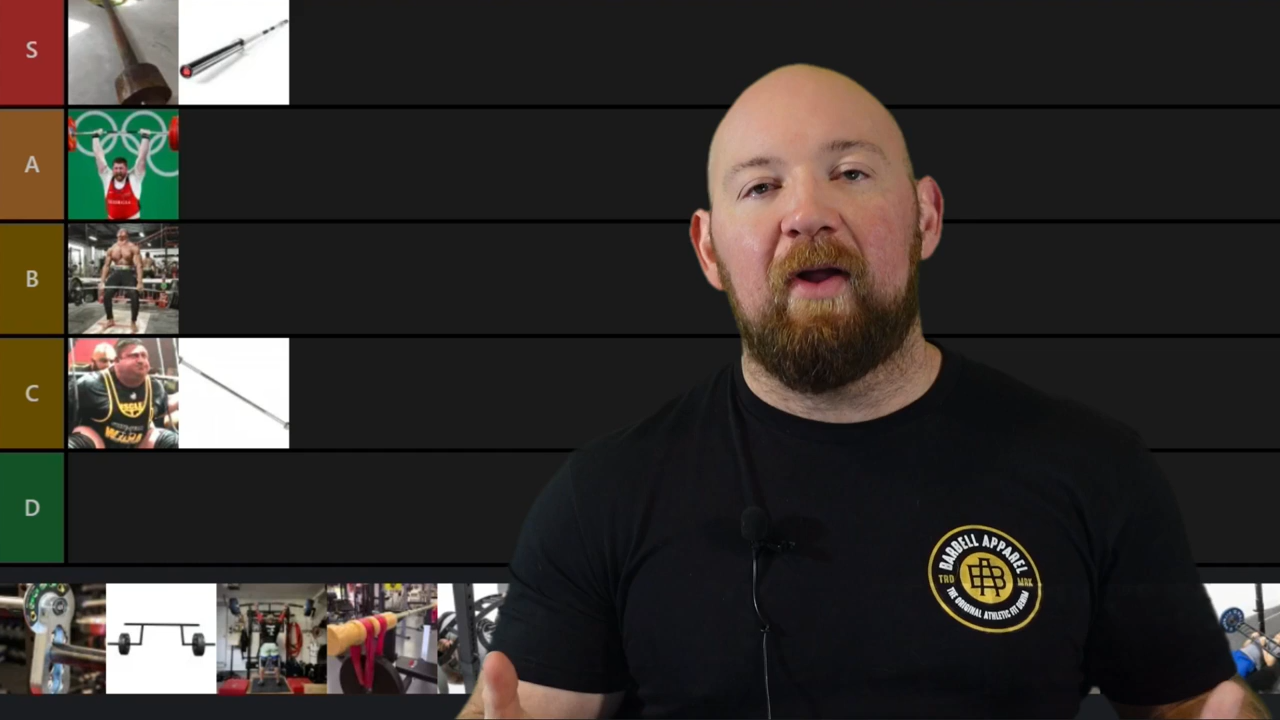 S
A
B
C
D
BARBELL APPAREL
TRD MRK
THE ORIGINAL ATHLETIC FIT DENIM